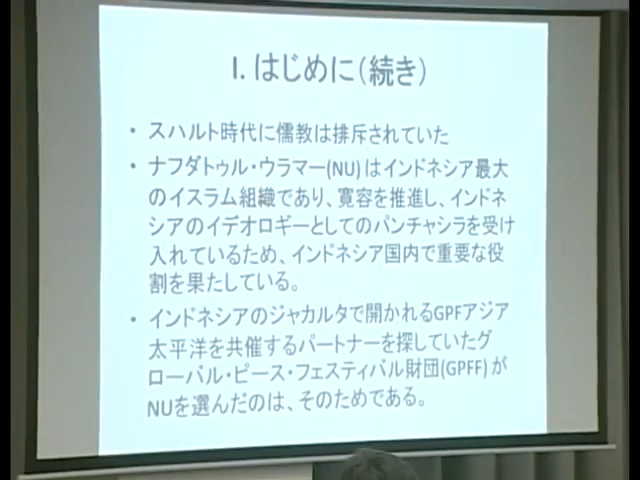 I. はじめに(続き)
• スハルト時代に儒教は排斥されていた
• ナフダトゥル・ウラマー(NU)はインドネシア最大
のイスラム組織であり、寛容を推進し、インドネ
シアのイデオロギーとしてのパンチャシラを受け
入れているため、インドネシア国内で重要な役
割を果たしている。
• インドネシアのジャカルタで開かれるGPFアジア
太平洋を共催するパートナーを探していたグ
ローバル・ピース・フェスティバル財団(GPFF)が
NUを選んだのは、そのためである。